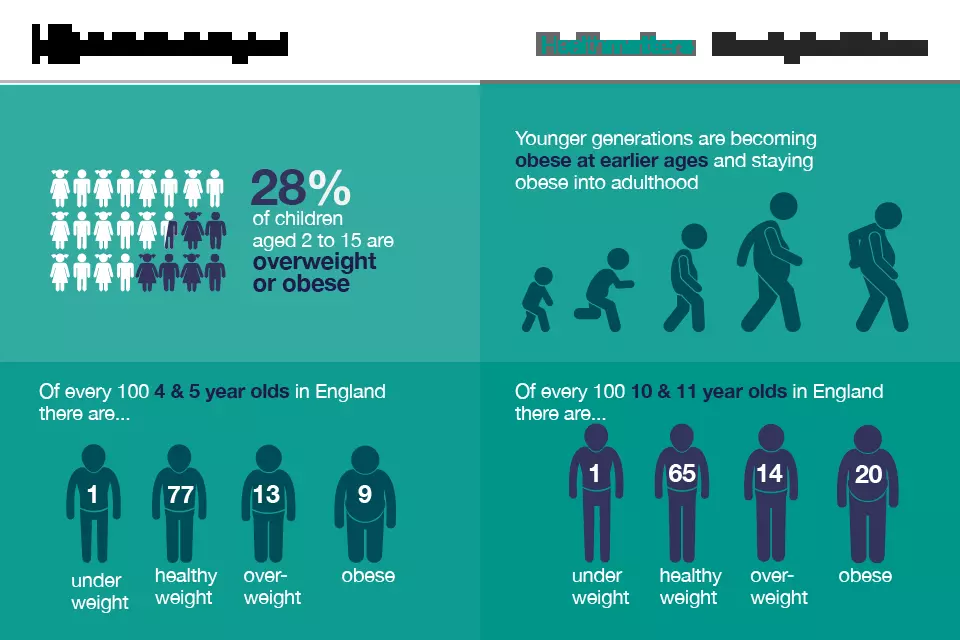 28%
of children
aged 2 to 15 are
overweight
or obese
Younger generations are becoming
obese at earlier ages and staying
obese into adulthood
Of every 100 4 & 5 year olds in England
there are...
1 77 13 9
under weight
healthy weight
over- weight
obese
Of every 100 10 & 11 year olds in England
there are...
1 65 14 20
under weight
healthy weight
over- weight
obese